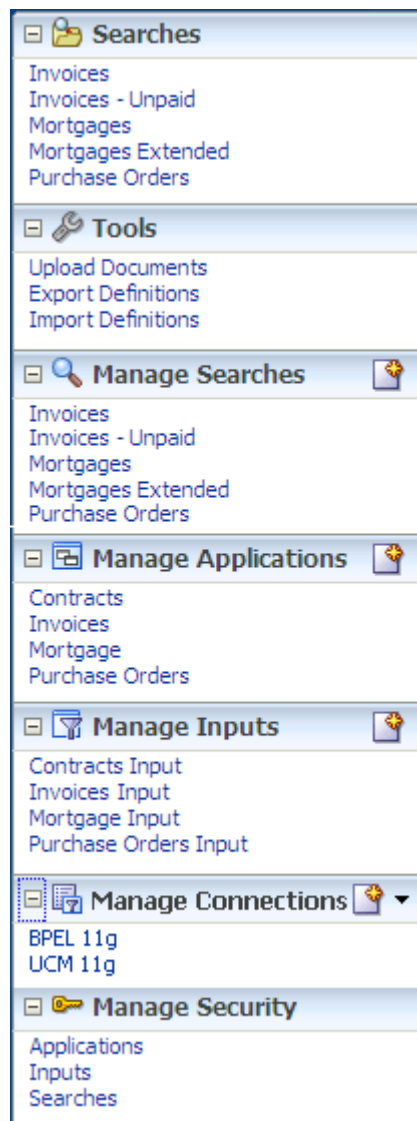 Searches
Invoices
Invoices - Unpaid
Mortgages
Mortgages Extended
Purchase Orders
Tools
Upload Documents
Export Definitions
Import Definitions
Manage Searches
Invoices
Invoices - Unpaid
Mortgages
Mortgages Extended
Purchase Orders
Manage Applications
Contracts
Invoices
Mortgage
Purchase Orders
Manage Inputs
Contracts Input
Invoices Input
Mortgage Input
Purchase Orders Input
Manage Connections
BPEL 11g
UCM 11g
Manage Security
Applications
Inputs
Searches